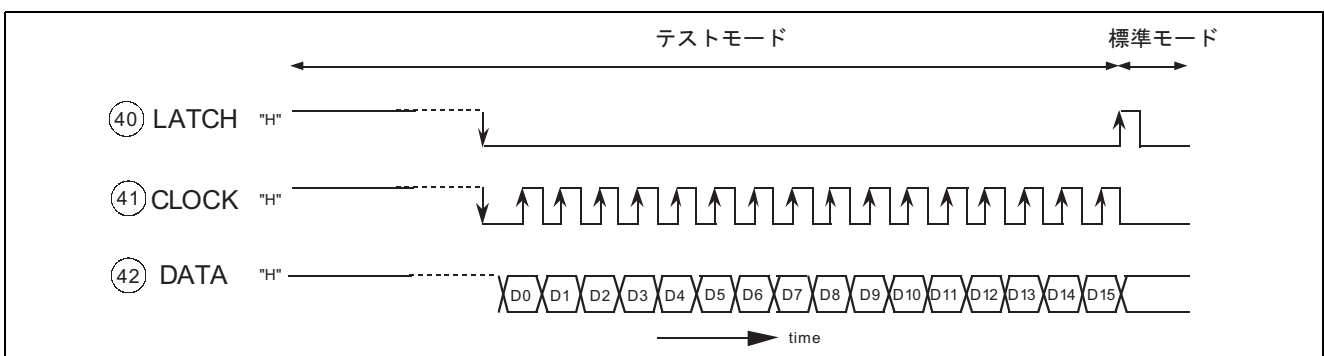 テストモード 標準モード
40 LATCH "H"
41 CLOCK "H"
42 DATA "H"
D0 D1 D2 D3 D4 D5 D6 D7 D8 D9 D10 D11 D12 D13 D14 D15
time